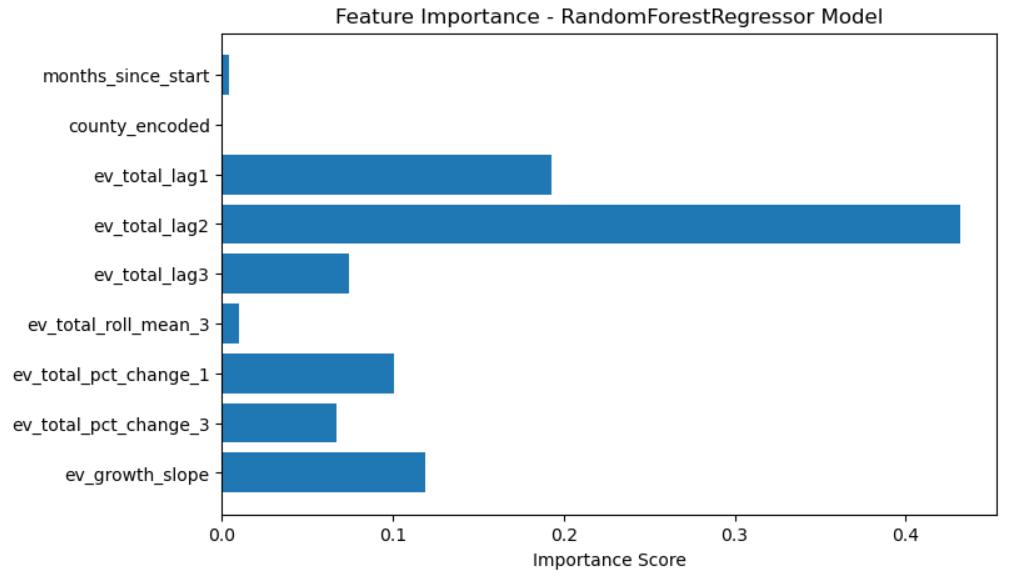 Feature Importance - RandomForestRegressor Model
months_since_start
county_encoded
ev_total_lag1
ev_total_lag2
ev_total_lag3
ev_total_roll_mean_3
ev_total_pct_change_1
ev_total_pct_change_3
ev_growth_slope
0.0 0.1 0.2 0.3 0.4
Importance Score